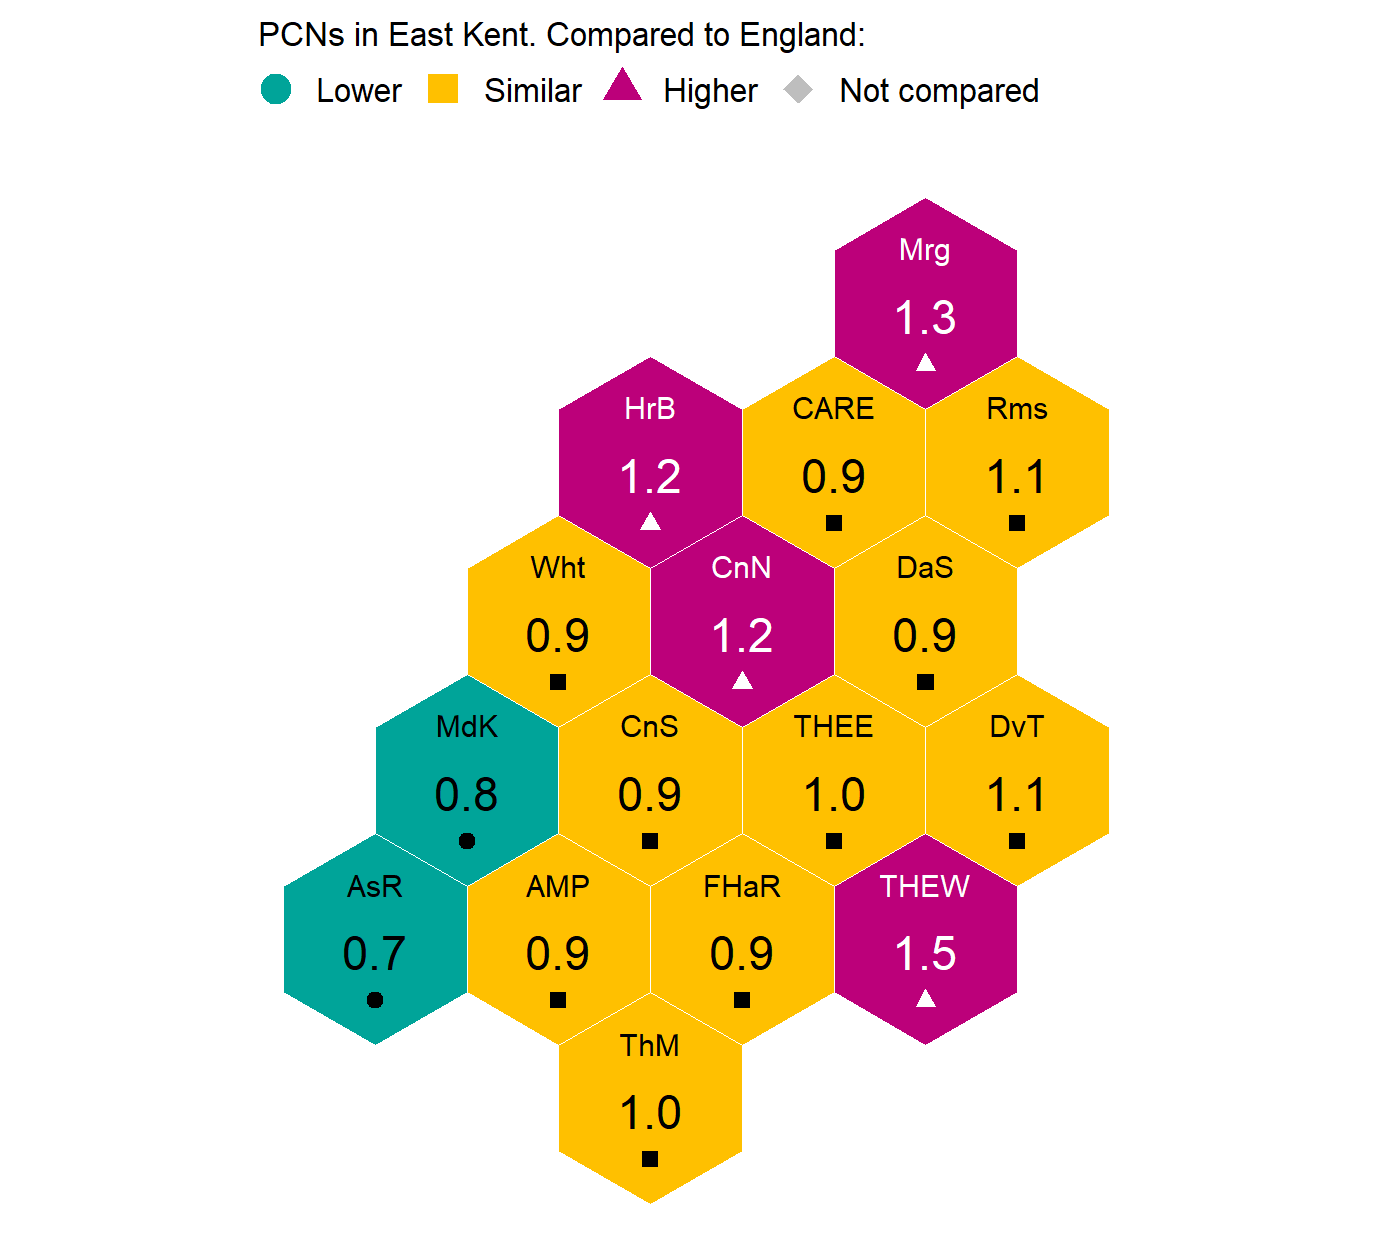 PCNs in East Kent. Compared to England:
Lower Similar Higher Not compared
Mrg
1.3
HrB CARE Rms
1.2 0.9 1.1
Wht CnN DaS
0.9 1.2 0.9
MdK CnS THEE DvT
0.8 0.9 1.0 1.1
AsR AMP FHaR THEW
0.7 0.9 0.9 1.5
ThM
1.0